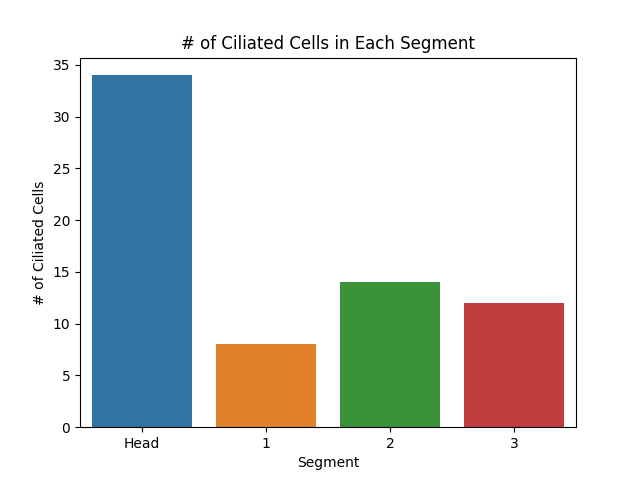 # of Ciliated Cells in Each Segment
35
30
25
20
15
10
5
0
# of Ciliated Cells
Head 1 2 3
Segment